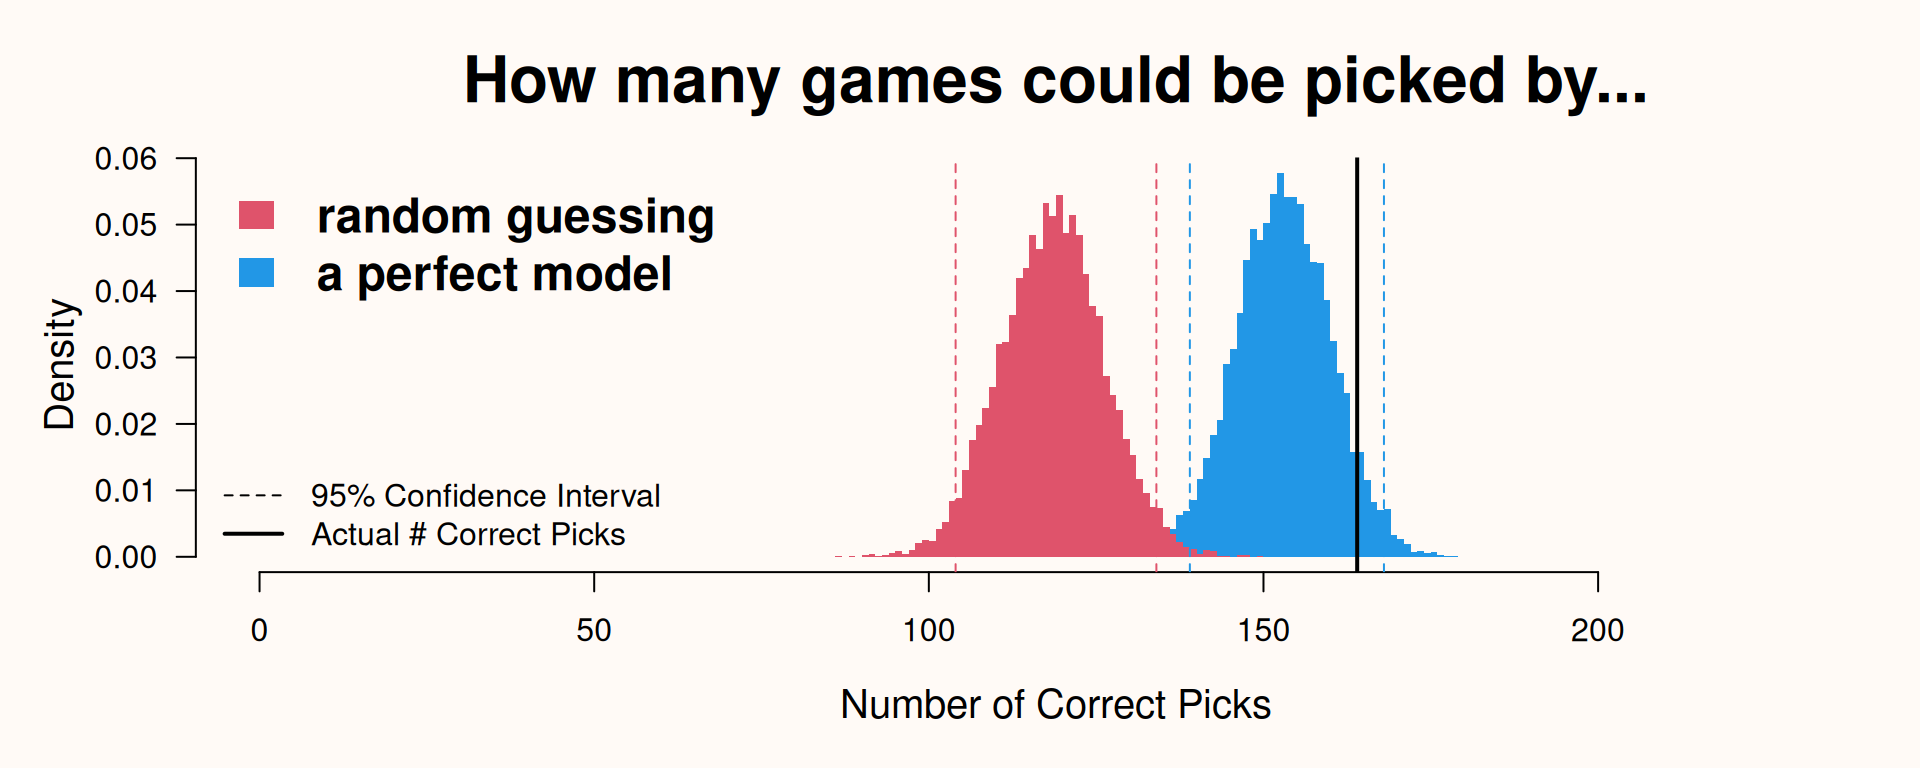 How many games could be picked by...
0.06
0.05
0.04
0.03
0.02
0.01
0.00
Density
random guessing
a perfect model
95% Confidence Interval
Actual # Correct Picks
0 50 100 150 200
Number of Correct Picks